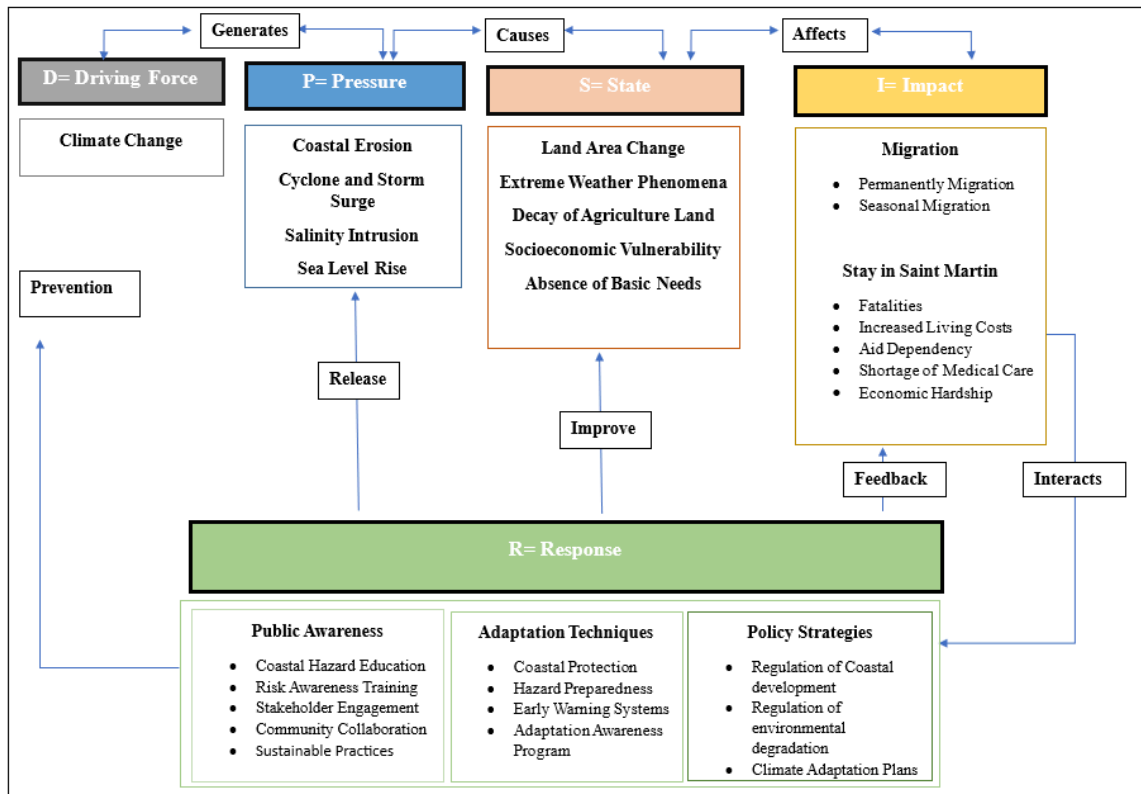 Generates
Causes
Affects
D= Driving Force
P= Pressure
S= State
I= Impact
Climate Change
Coastal Erosion
Cyclone and Storm
Surge
Salinity Intrusion
Sea Level Rise
Land Area Change
Extreme Weather Phenomena
Decay of Agriculture Land
Socioeconomic Vulnerability
Absence of Basic Needs
Migration
● Permanently Migration
● Seasonal Migration
Stay in Saint Martin
● Fatalities
● Increased Living Costs
● Aid Dependency
● Shortage of Medical Care
● Economic Hardship
Prevention
Release
Improve
Feedback
Interacts
R= Response
Public Awareness
● Coastal Hazard Education
● Risk Awareness Training
● Stakeholder Engagement
● Community Collaboration
● Sustainable Practices
Adaptation Techniques
● Coastal Protection
● Hazard Preparedness
● Early Warning Systems
● Adaptation Awareness
Program
Policy Strategies
● Regulation of Coastal
development
● Regulation of
environmental
degradation
● Climate Adaptation Plans